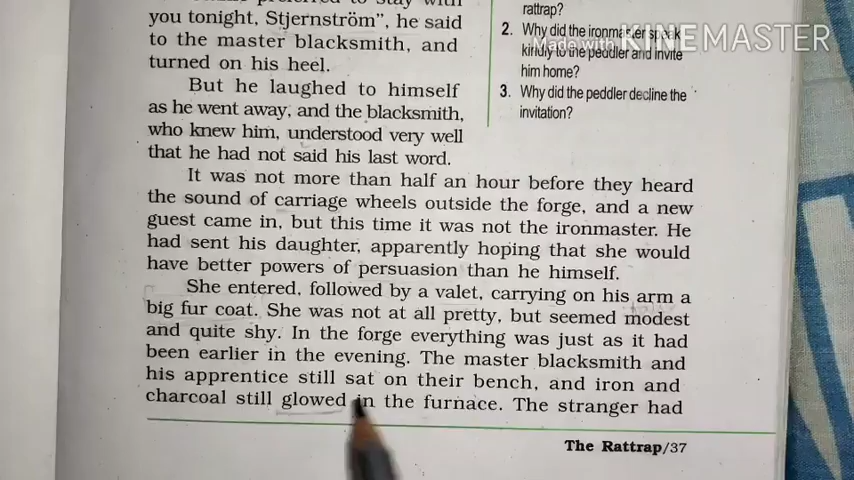 you tonight, Stjernström”, he said
to the master blacksmith, and
turned on his heel.
But he laughed to himself
as he went away, and the blacksmith,
who knew him, understood very well
that he had not said his last word.
rattrap?
2. Why did the ironmaster speak
kindly to the peddler and invite
him home?
3. Why did the peddler decline the
invitation?
Made with KINEMASTER
It was not more than half an hour before they heard
the sound of carriage wheels outside the forge, and a new
guest came in, but this time it was not the ironmaster. He
had sent his daughter, apparently hoping that she would
have better powers of persuasion than he himself.
She entered, followed by a valet, carrying on his arm a
big fur coat. She was not at all pretty, but seemed modest
and quite shy. In the forge everything was just as it had
been earlier in the evening. The master blacksmith and
his apprentice still sat on their bench, and iron and
charcoal still glowed in the furnace. The stranger had
The Rattrap/37